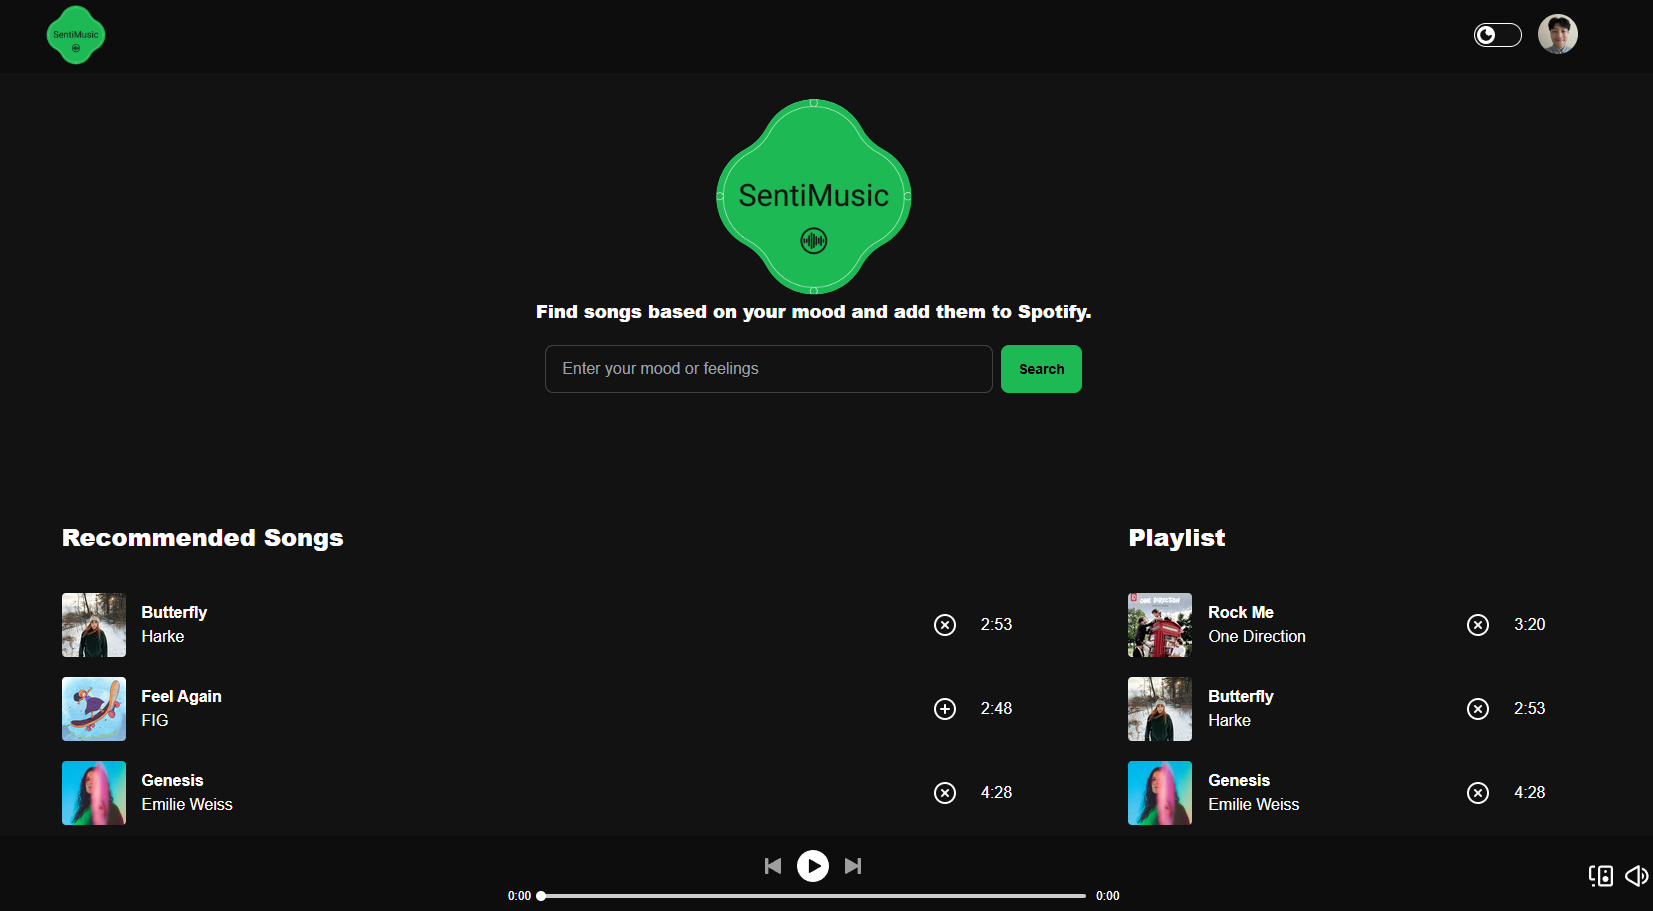 SentiMusic
SentiMusic
Find songs based on your mood and add them to Spotify.
Enter your mood or feelings
Search
Recommended Songs
Butterfly
Harke
2:53
Feel Again
FIG
2:48
Genesis
Emilie Weiss
4:28
Playlist
ONE DIRECTION
Rock Me
One Direction
3:20
Butterfly
Harke
2:53
Genesis
Emilie Weiss
4:28
0:00
0:00